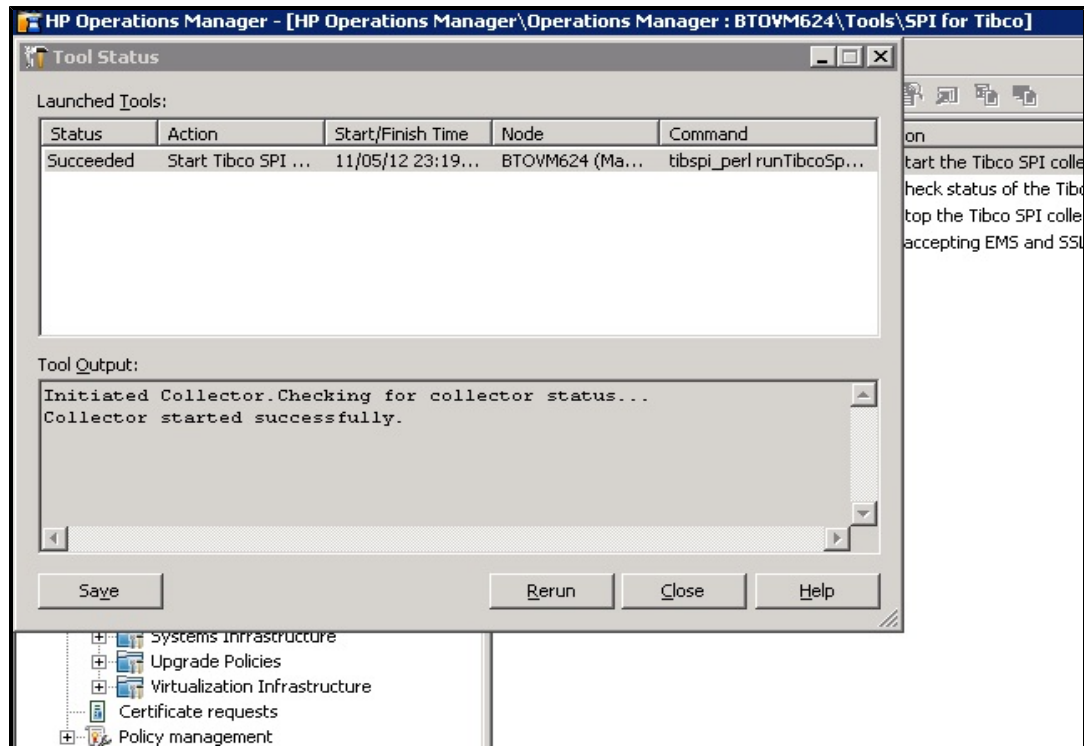 HP Operations Manager - [HP Operations Manager\Operations Manager : BTOVM624\Tools\SPI for Tibco]
Tool Status
Launched Tools:
Status Action Start/Finish Time Node Command
Succeeded Start Tibco SPI ... 11/05/12 23:19... BTOVM624 (Ma... tibspi_perl runTibcoSp...
on
tart the Tibco SPI colle
heck status of the Tibc
top the Tibco SPI colle
accepting EMS and SSL
Tool Output:
Initiated Collector.Checking for collector status...
Collector started successfully.
Save Rerun Close Help
Systems Infrastructure
Upgrade Policies
Virtualization Infrastructure
Certificate requests
Policy management